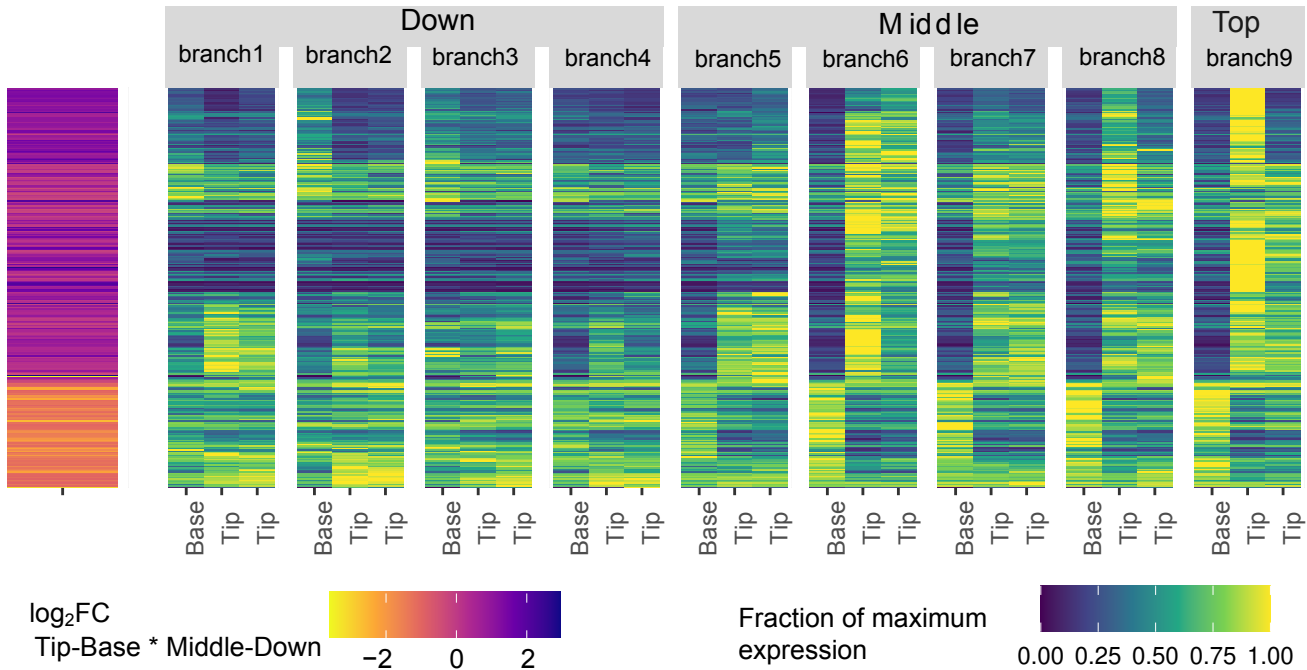 Down Middle Top
branch1 branch2 branch3 branch4 branch5 branch6 branch7 branch8 branch9
Base Tip Tip Base Tip Tip Base Tip Tip Base Tip Tip Base Tip Tip Base Tip Tip Base Tip Tip Base Tip Tip Base Tip Tip
log₂FC
Tip-Base * Middle-Down
−2 0 2
Fraction of maximum
expression
0.00 0.25 0.50 0.75 1.00